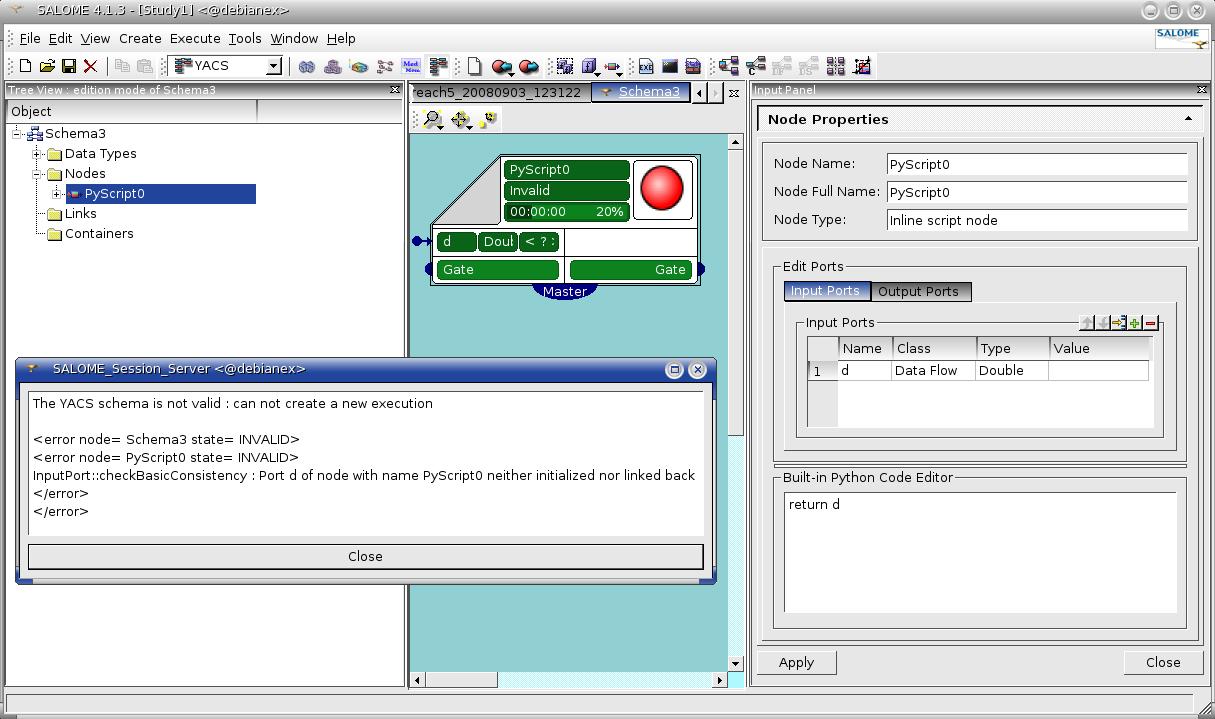 SALOME 4.1.3 - [Study1] <@debianex>
File Edit View Create Execute Tools Window Help
SALOME
YACS
Tree View : edition mode of Schema3
Object
Schema3
Data Types
Nodes
PyScript0
Links
Containers
reach5_20080903_123122
Schema3
PyScript0
Invalid
00:00:00 20%
d Doul < ? >
Gate Gate
Master
SALOME_Session_Server <@debianex>
The YACS schema is not valid : can not create a new execution
<error node= Schema3 state= INVALID>
<error node= PyScript0 state= INVALID>
InputPort::checkBasicConsistency : Port d of node with name PyScript0 neither initialized nor linked back
</error>
</error>
Close
Input Panel
Node Properties
Node Name: PyScript0
Node Full Name: PyScript0
Node Type: Inline script node
Edit Ports
Input Ports Output Ports
Input Ports
Name Class Type Value
1 d Data Flow Double
Built-in Python Code Editor
return d
Apply Close